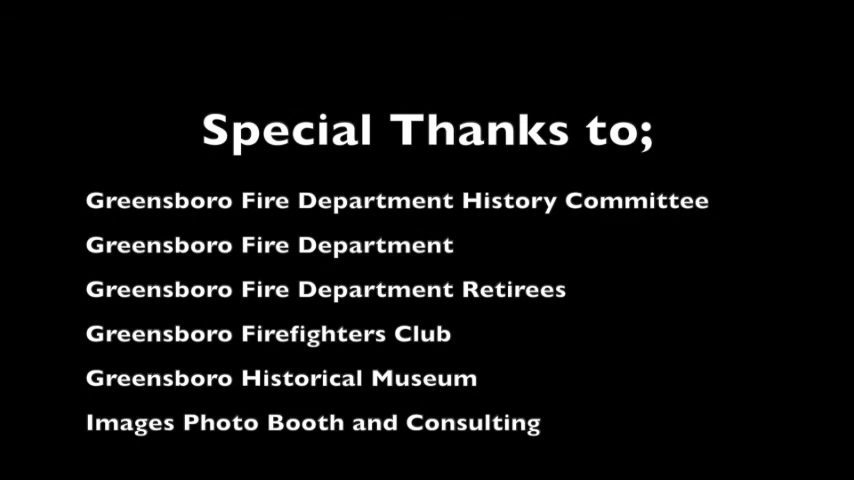 Special Thanks to;
Greensboro Fire Department History Committee
Greensboro Fire Department
Greensboro Fire Department Retirees
Greensboro Firefighters Club
Greensboro Historical Museum
Images Photo Booth and Consulting